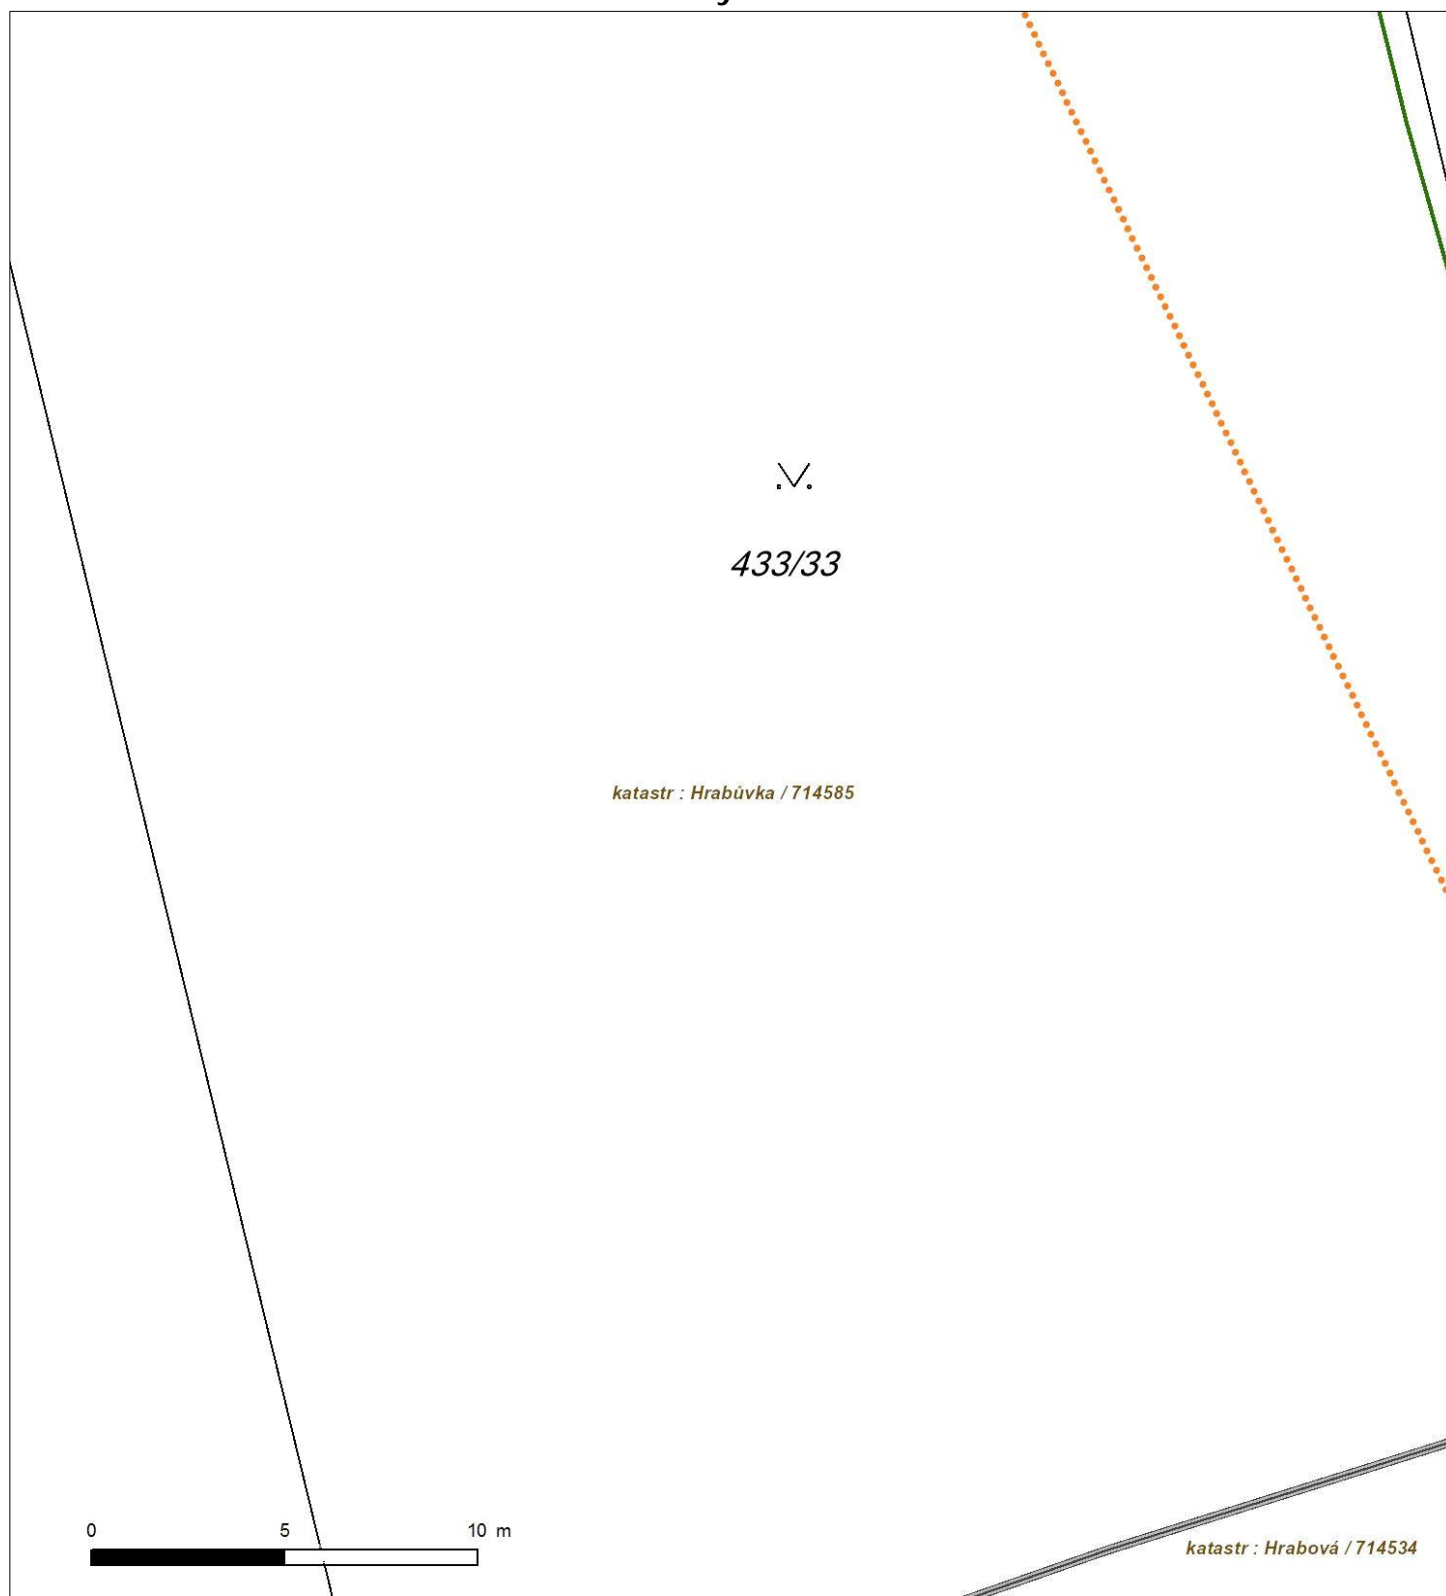 433/33
katastr : Hrabůvka / 714585
0 5 10 m
katastr : Hrabová / 714534